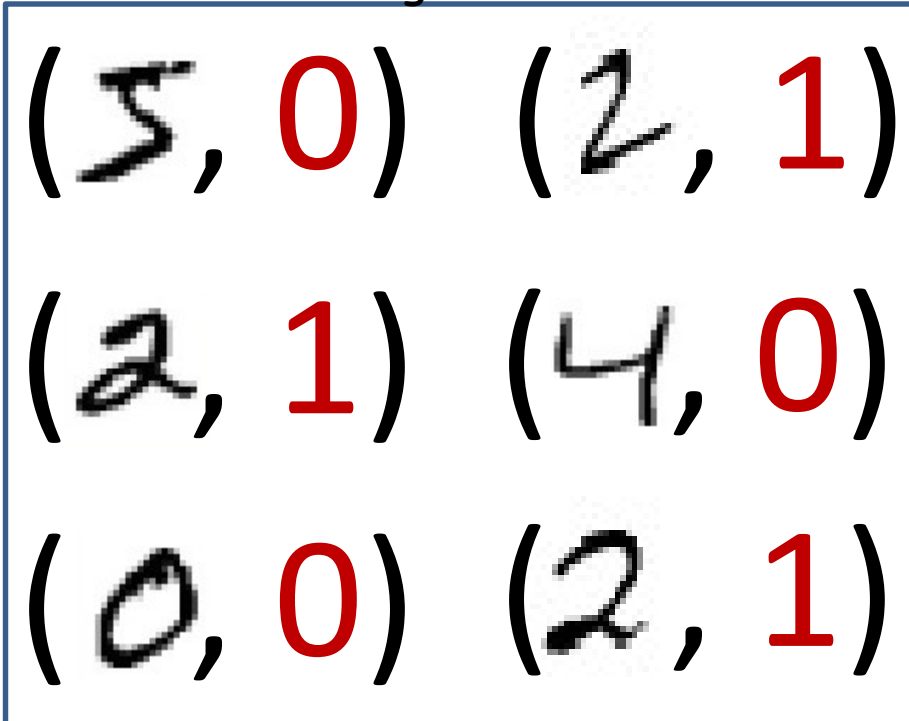 (5, 0) (2, 1)
(2, 1) (4, 0)
(0, 0) (2, 1)